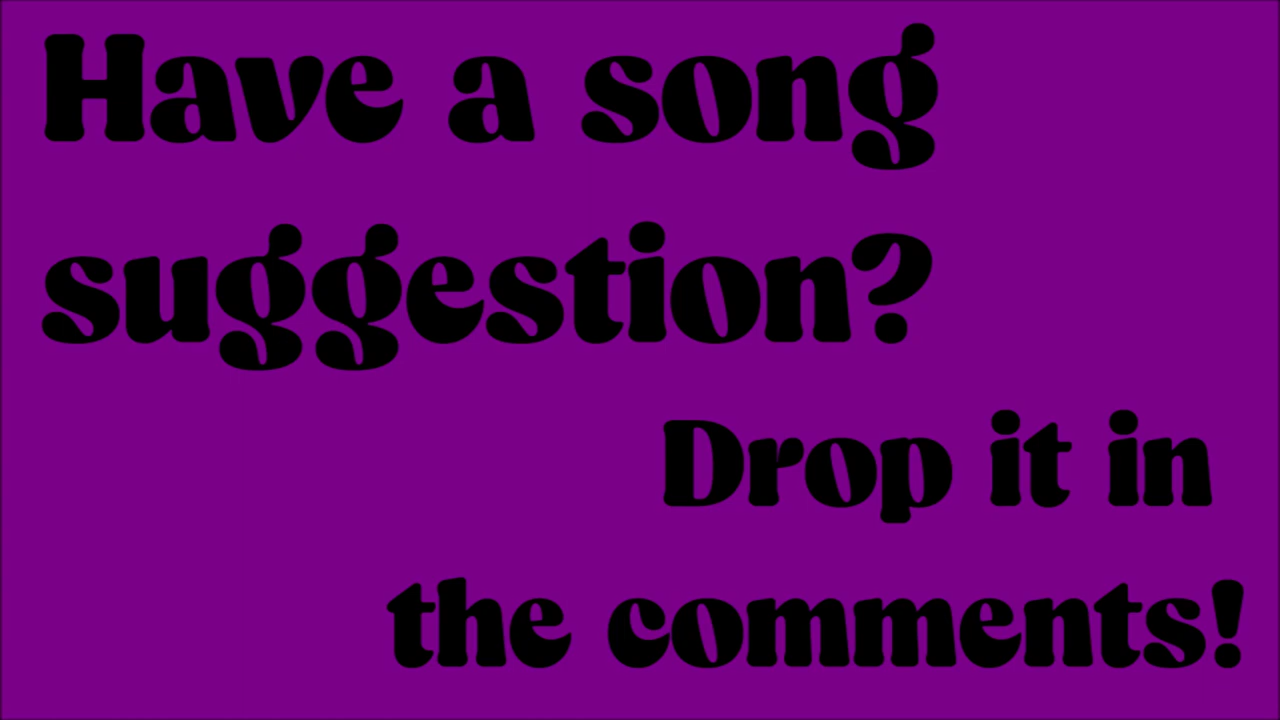 Have a song
suggestion?
Drop it in
the comments!